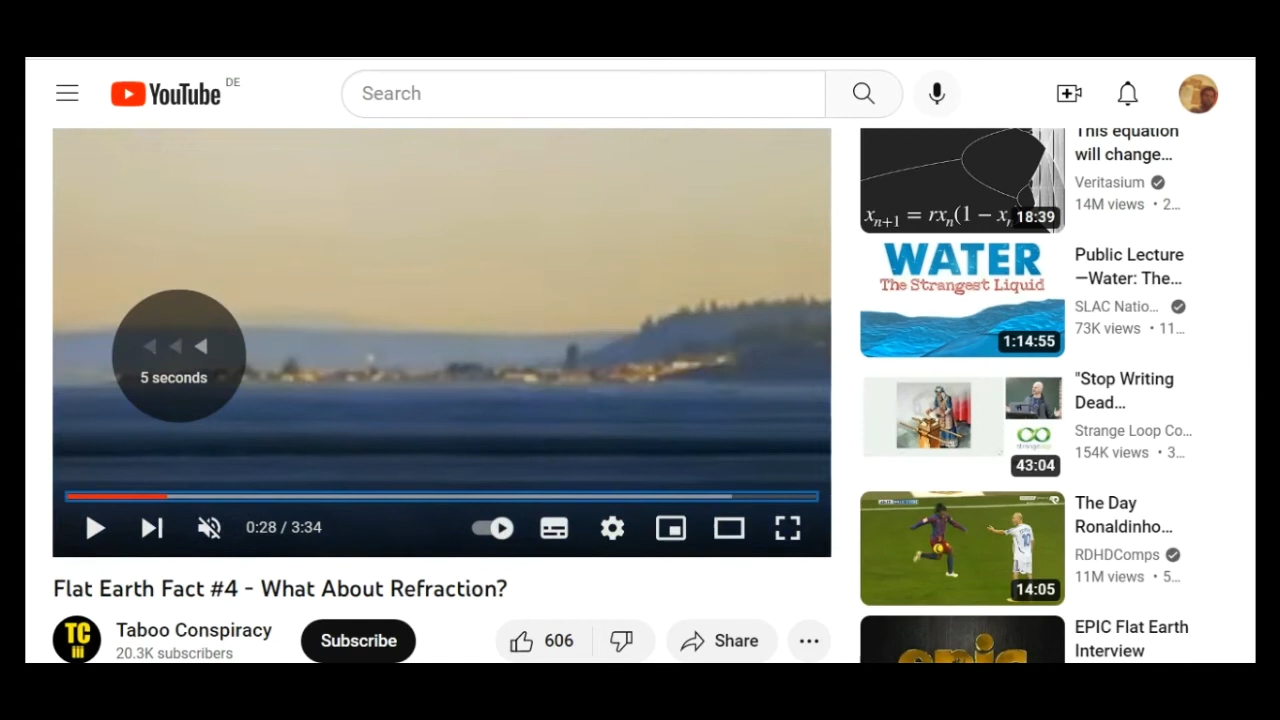 YouTube DE
Search
5 seconds
0:28 / 3:34
Flat Earth Fact #4 - What About Refraction?
TC
iii
Taboo Conspiracy
20.3K subscribers
Subscribe
606
Share
This equation
will change...
Veritasium
14M views • 2...
18:39
WATER
The Strangest Liquid
1:14:55
Public Lecture
—Water: The...
SLAC Natio...
73K views • 11...
"Stop Writing
Dead...
Strange Loop Co...
154K views • 3...
43:04
The Day
Ronaldinho...
RDHDComps
11M views • 5...
14:05
EPIC Flat Earth
Interview
epic